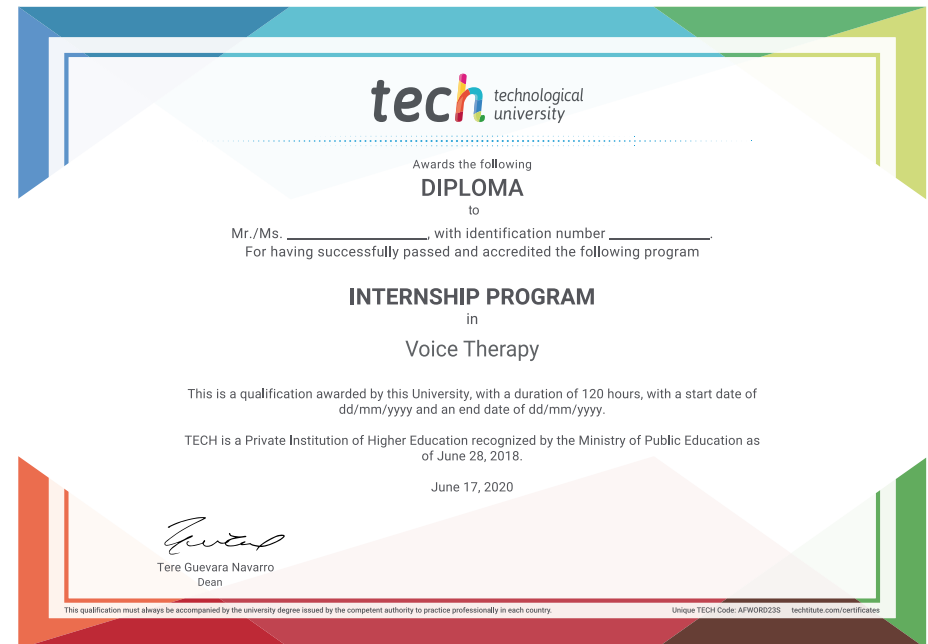 tech technological
university
Awards the following
DIPLOMA
to
Mr./Ms. ____________________, with identification number ______________.
For having successfully passed and accredited the following program
INTERNSHIP PROGRAM
in
Voice Therapy
This is a qualification awarded by this University, with a duration of 120 hours, with a start date of
dd/mm/yyyy and an end date of dd/mm/yyyy.
TECH is a Private Institution of Higher Education recognized by the Ministry of Public Education as
of June 28, 2018.
June 17, 2020
Tere Guevara Navarro
Dean
This qualification must always be accompanied by the university degree issued by the competent authority to practice professionally in each country. Unique TECH Code: AFWORD23S techtitute.com/certificates